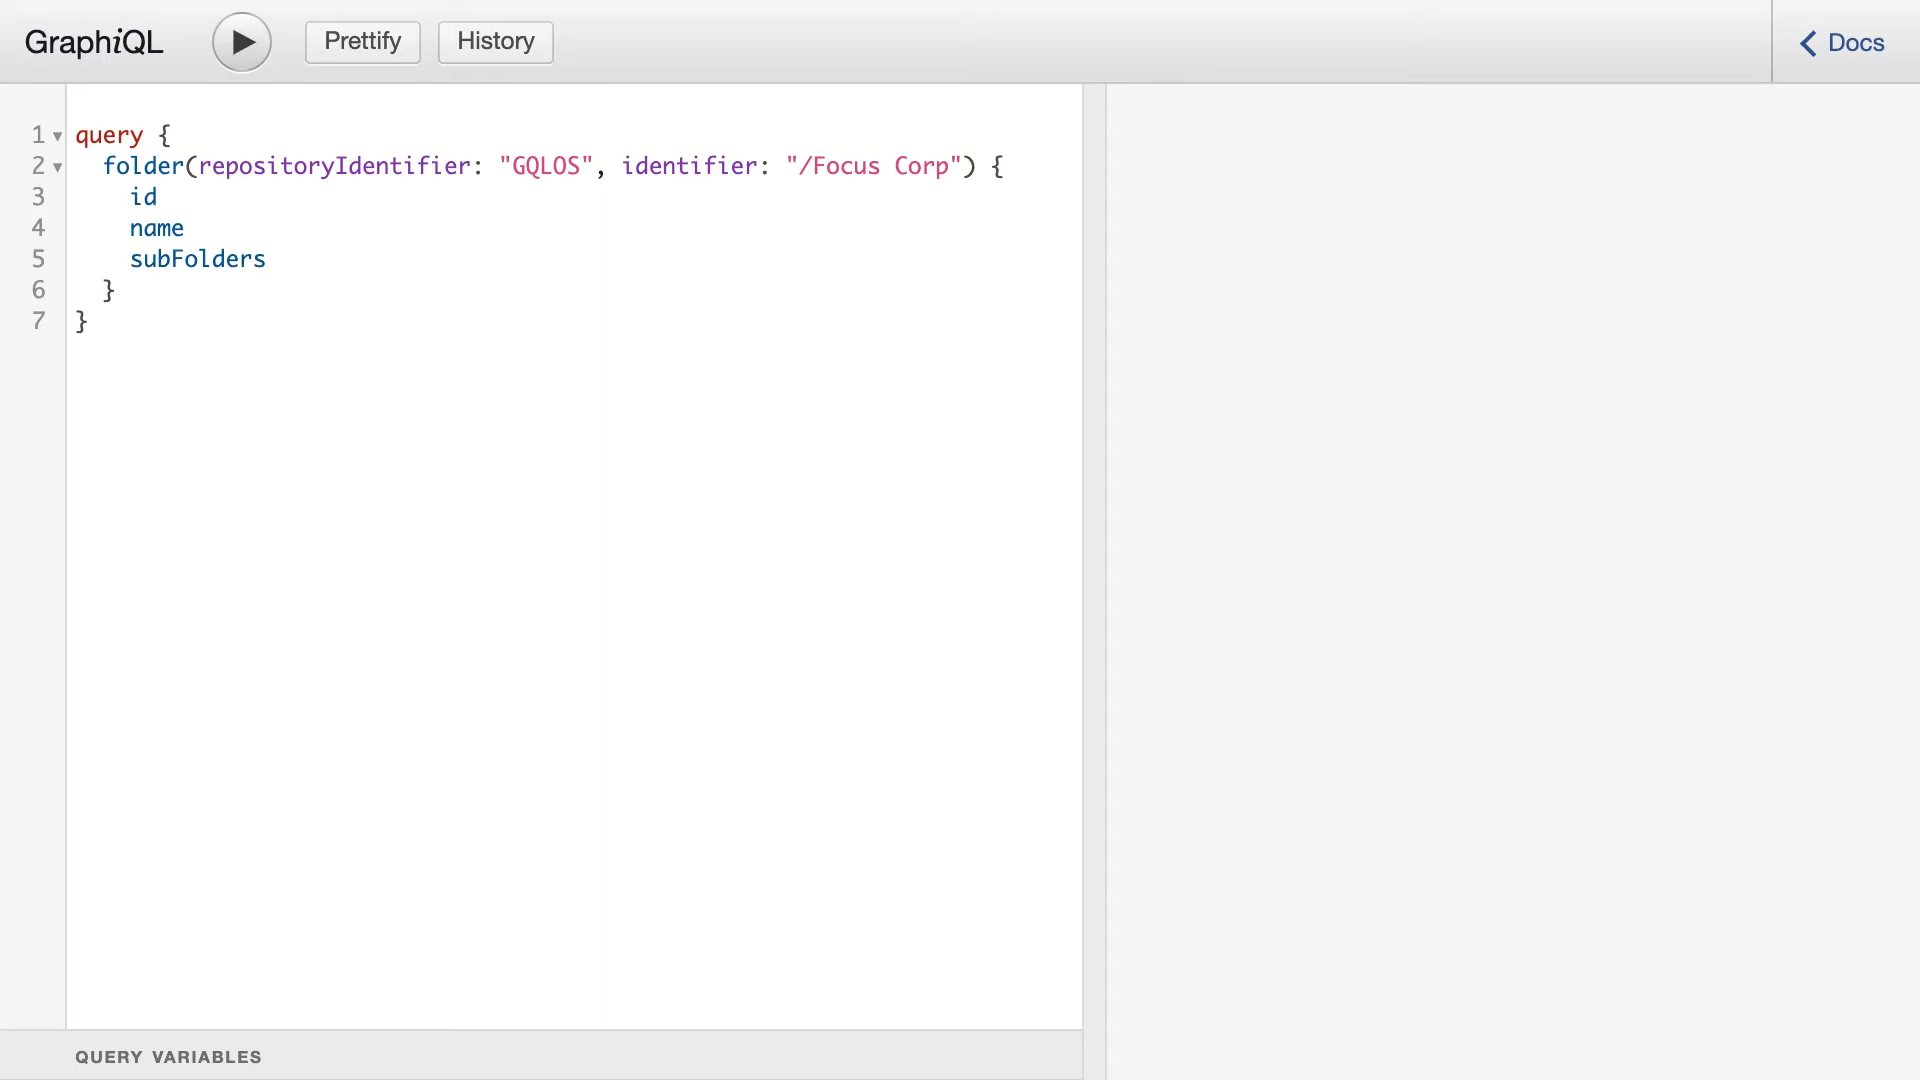 GraphiQL
Prettify
History
Docs
1 query {
2 folder(repositoryIdentifier: "GQLOS", identifier: "/Focus Corp") {
3 id
4 name
5 subFolders
6 }
7 }
QUERY VARIABLES